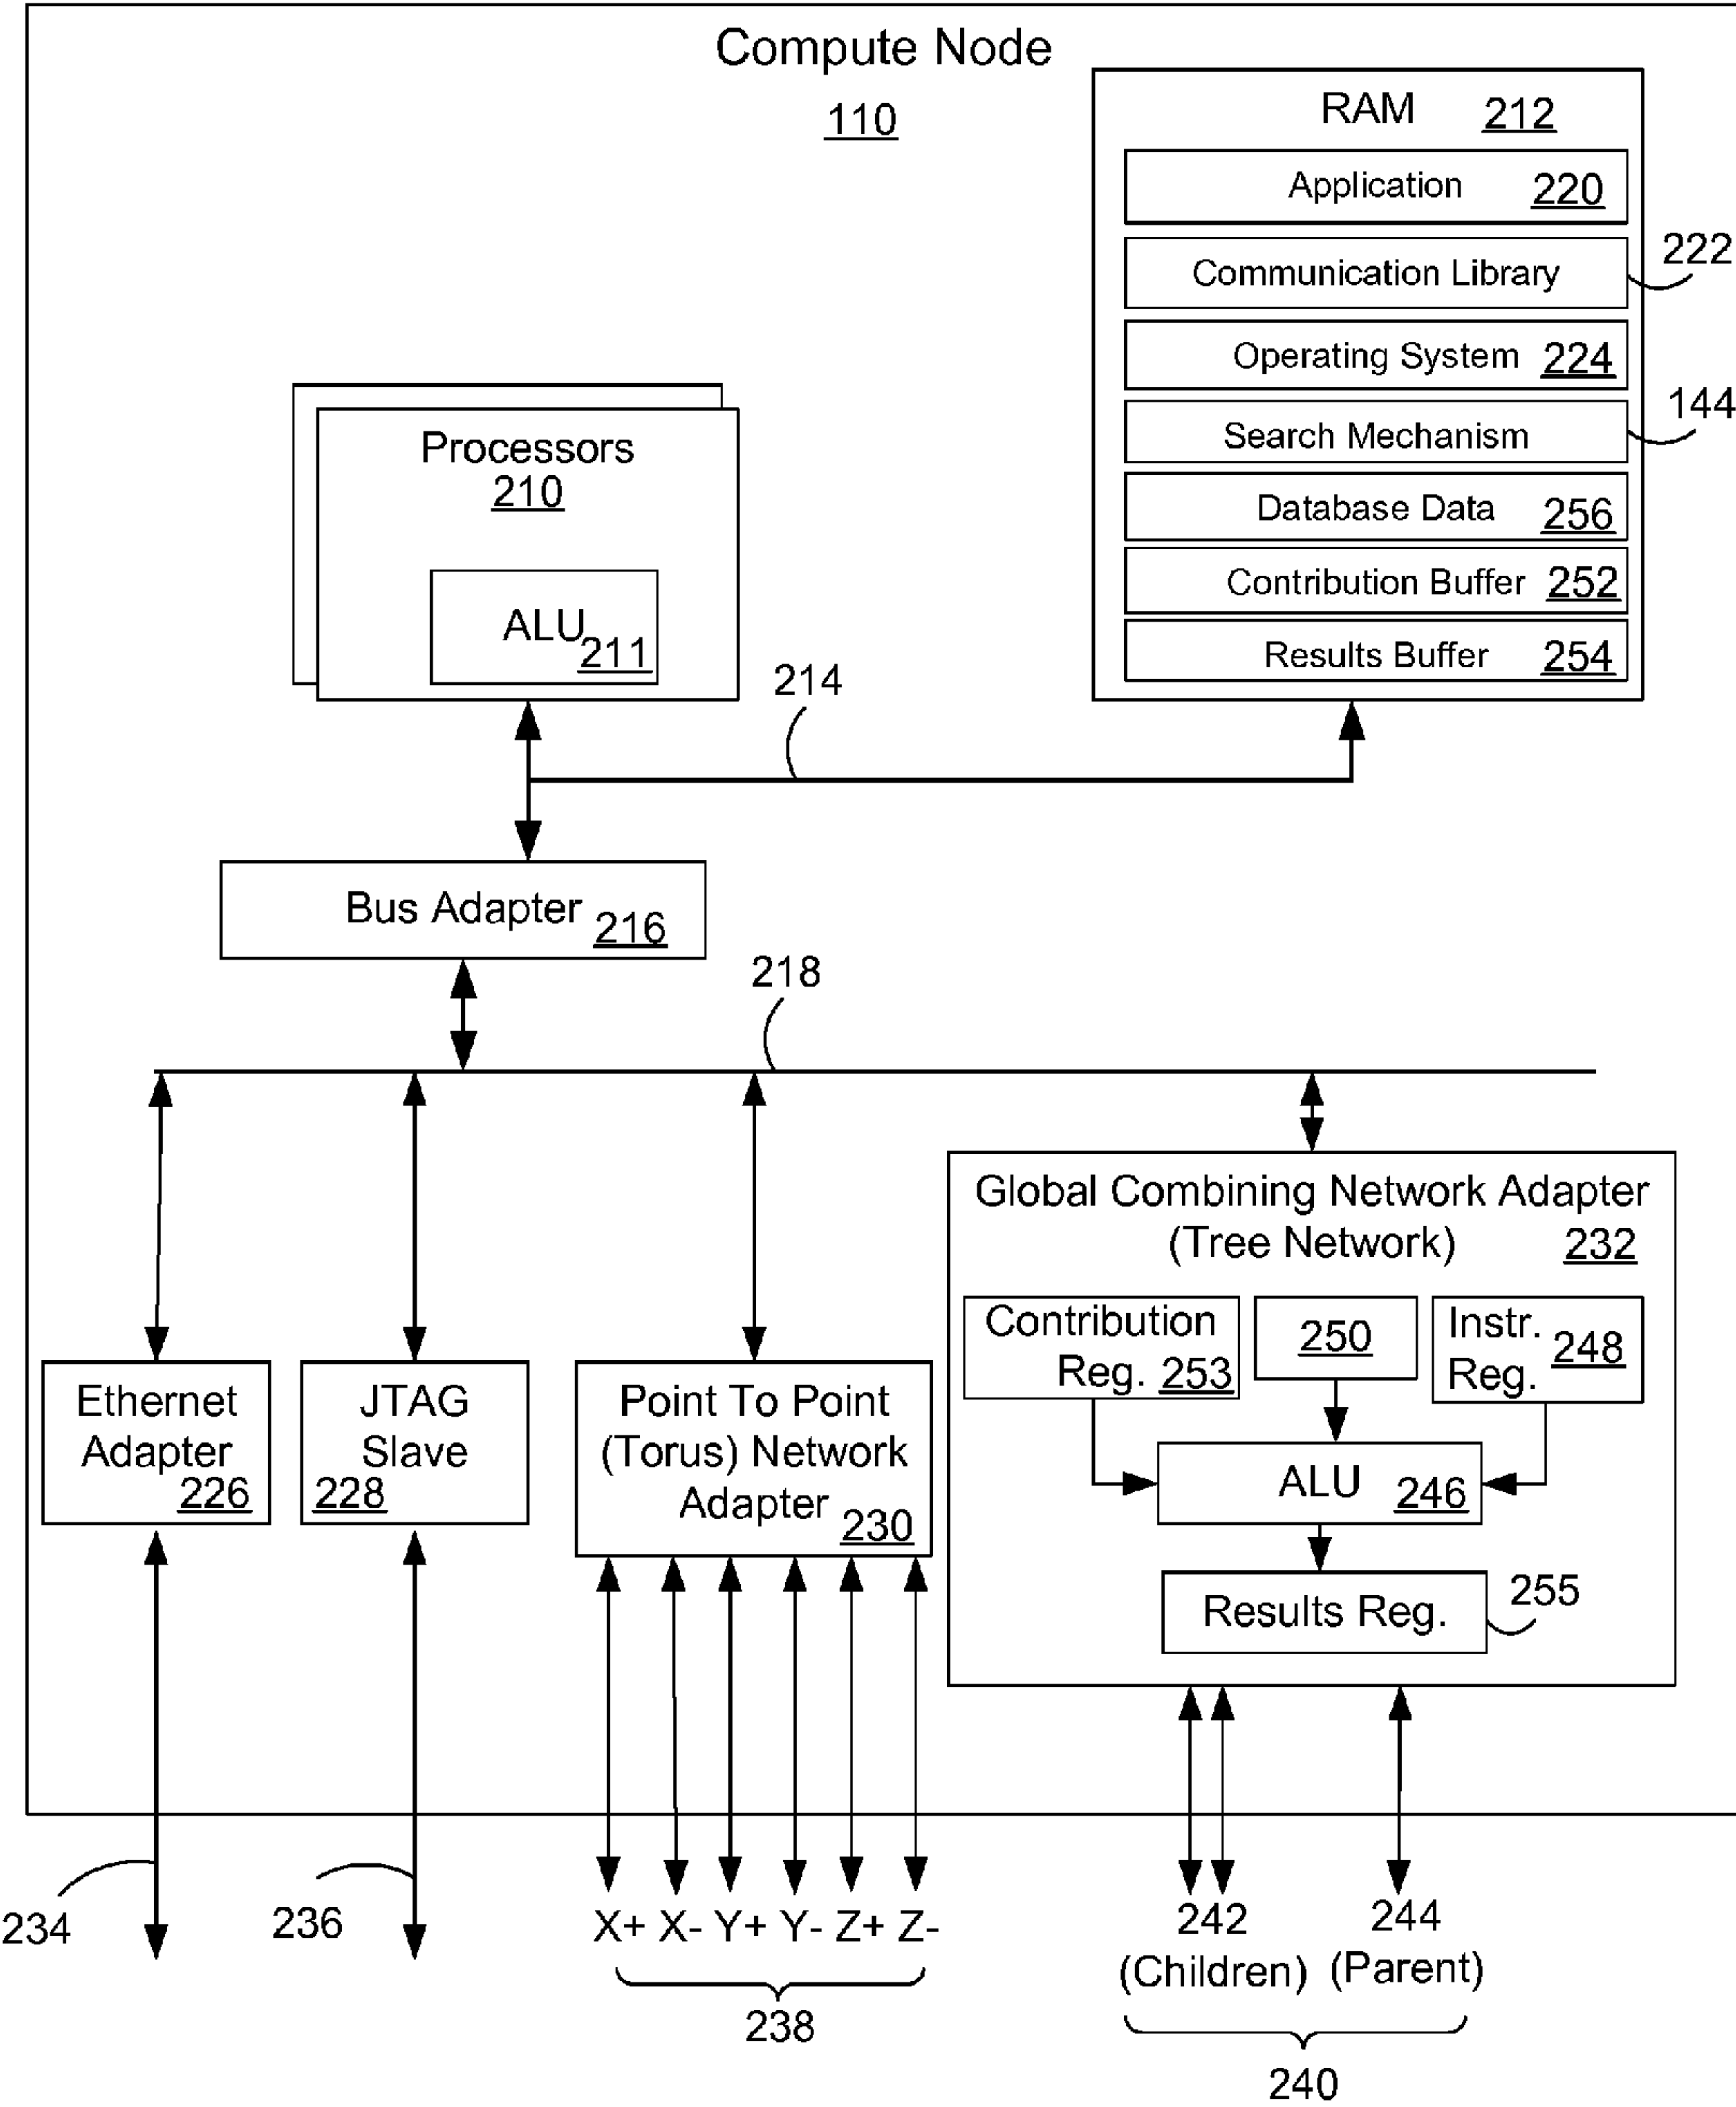 Compute Node
110
RAM 212
Application 220
Communication Library
222
Operating System 224
Search Mechanism
144
Database Data 256
Contribution Buffer 252
Results Buffer 254
Processors
210
ALU 211
214
Bus Adapter 216
218
Ethernet
Adapter
226
JTAG
Slave
228
Point To Point
(Torus) Network
Adapter 230
Global Combining Network Adapter
(Tree Network) 232
Contribution
Reg. 253
250
Instr.
Reg. 248
ALU 246
Results Reg.
255
234
236
X+ X- Y+ Y- Z+ Z-
238
242
(Children)
244
(Parent)
240